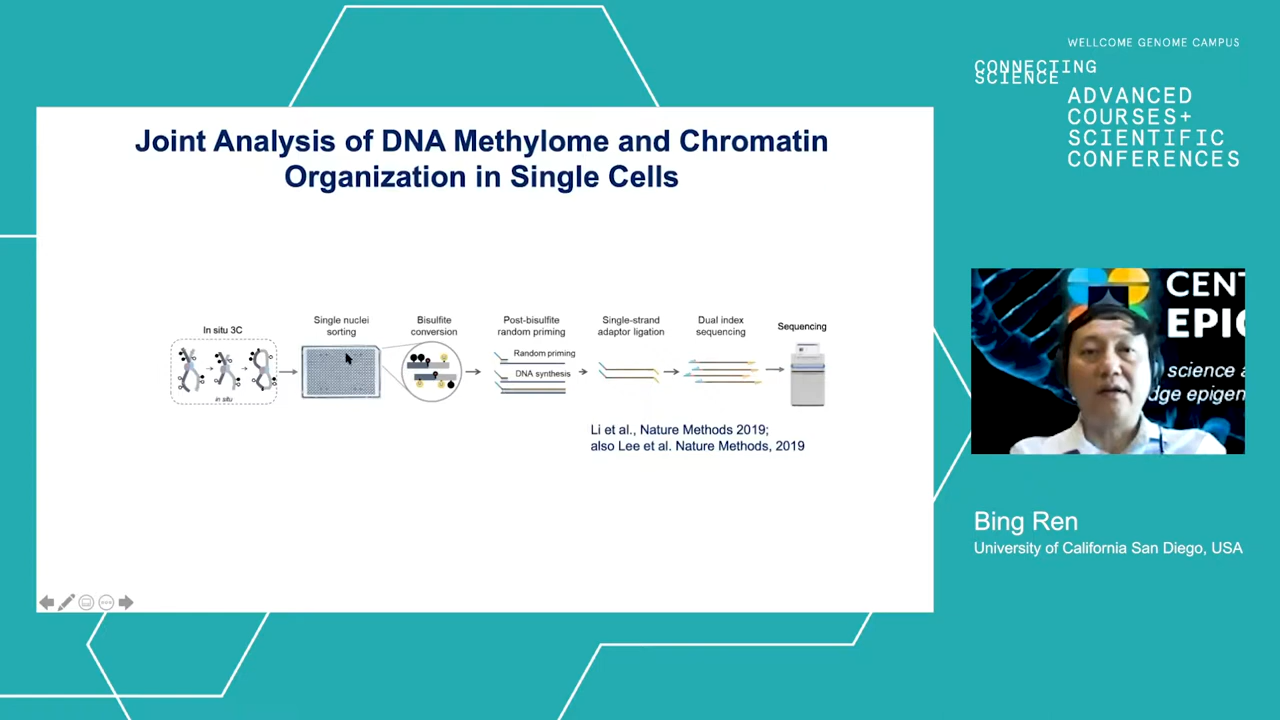 WELLCOME GENOME CAMPUS
CONNECTING
SCIENCE
ADVANCED
COURSES+
SCIENTIFIC
CONFERENCES
Joint Analysis of DNA Methylome and Chromatin
Organization in Single Cells
In situ 3C
in situ
Single nuclei
sorting
Bisulfite
conversion
Post-bisulfite
random priming
Random priming
DNA synthesis
Single-strand
adaptor ligation
Dual index
sequencing
Sequencing
Li et al., Nature Methods 2019;
also Lee et al. Nature Methods, 2019
CENT
EPIG
science a
dge epigen
Bing Ren
University of California San Diego, USA